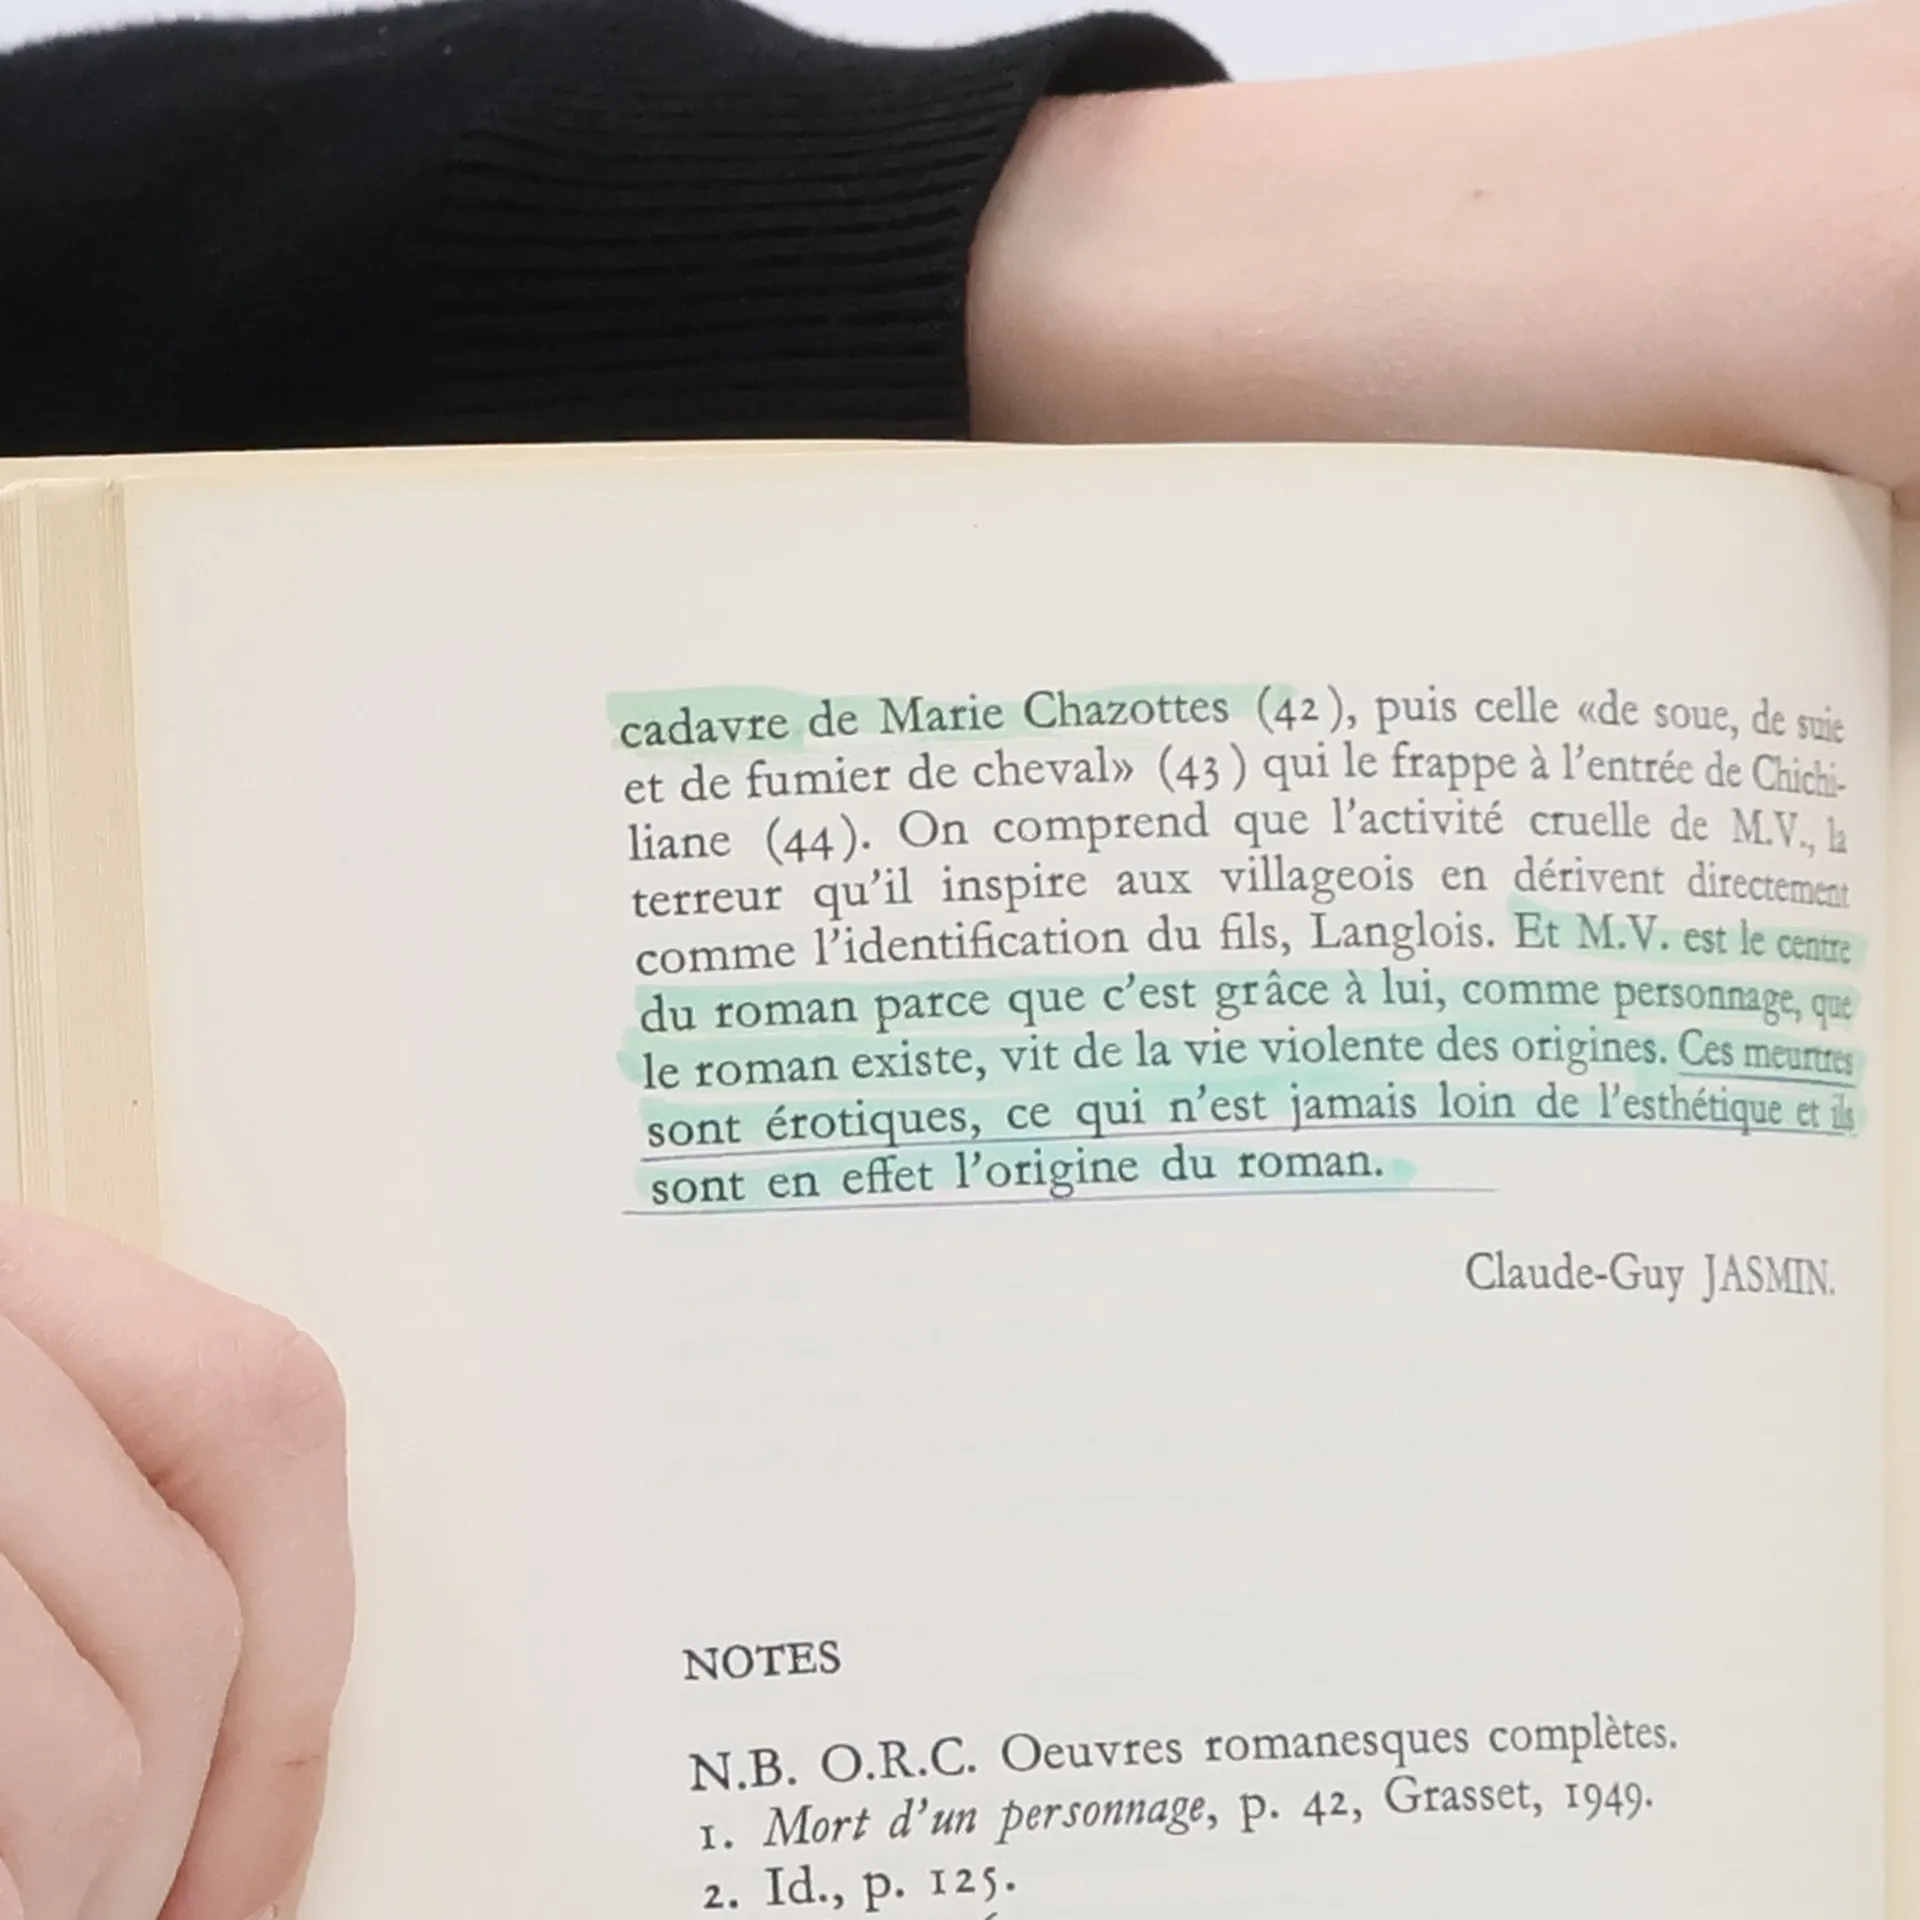 cadavre de Marie Chazottes (42), puis celle «de soue, de suie
et de fumier de cheval» (43) qui le frappe à l'entrée de Chichi-
liane (44). On comprend que l'activité cruelle de M.V., la
terreur qu'il inspire aux villageois en dérivent directement
comme l'identification du fils, Langlois. Et M.V. est le centre
du roman parce que c'est grâce à lui, comme personnage, que
le roman existe, vit de la vie violente des origines. Ces meurtres
sont érotiques, ce qui n'est jamais loin de l'esthétique et ils
sont en effet l'origine du roman.
Claude-Guy JASMIN.
NOTES
N.B. O.R.C. Oeuvres romanesques complètes.
1. Mort d'un personnage, p. 42, Grasset, 1949.
2. Id., p. 125.